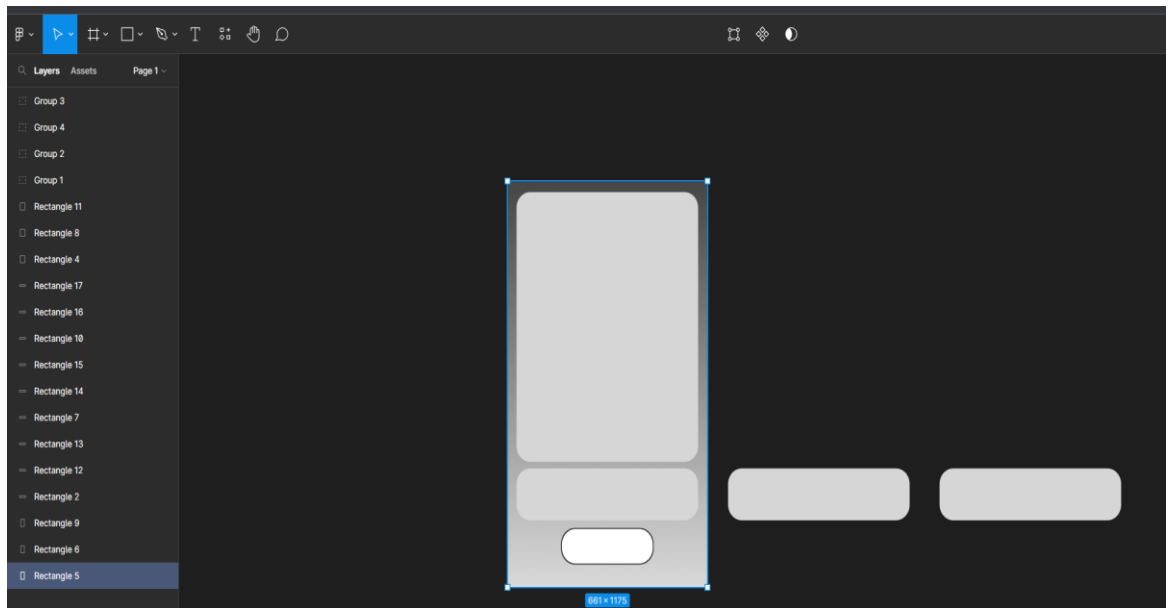 Layers Assets Page 1
Group 3
Group 4
Group 2
Group 1
Rectangle 11
Rectangle 8
Rectangle 4
Rectangle 17
Rectangle 16
Rectangle 10
Rectangle 15
Rectangle 14
Rectangle 7
Rectangle 13
Rectangle 12
Rectangle 2
Rectangle 9
Rectangle 6
Rectangle 5
661 × 1175